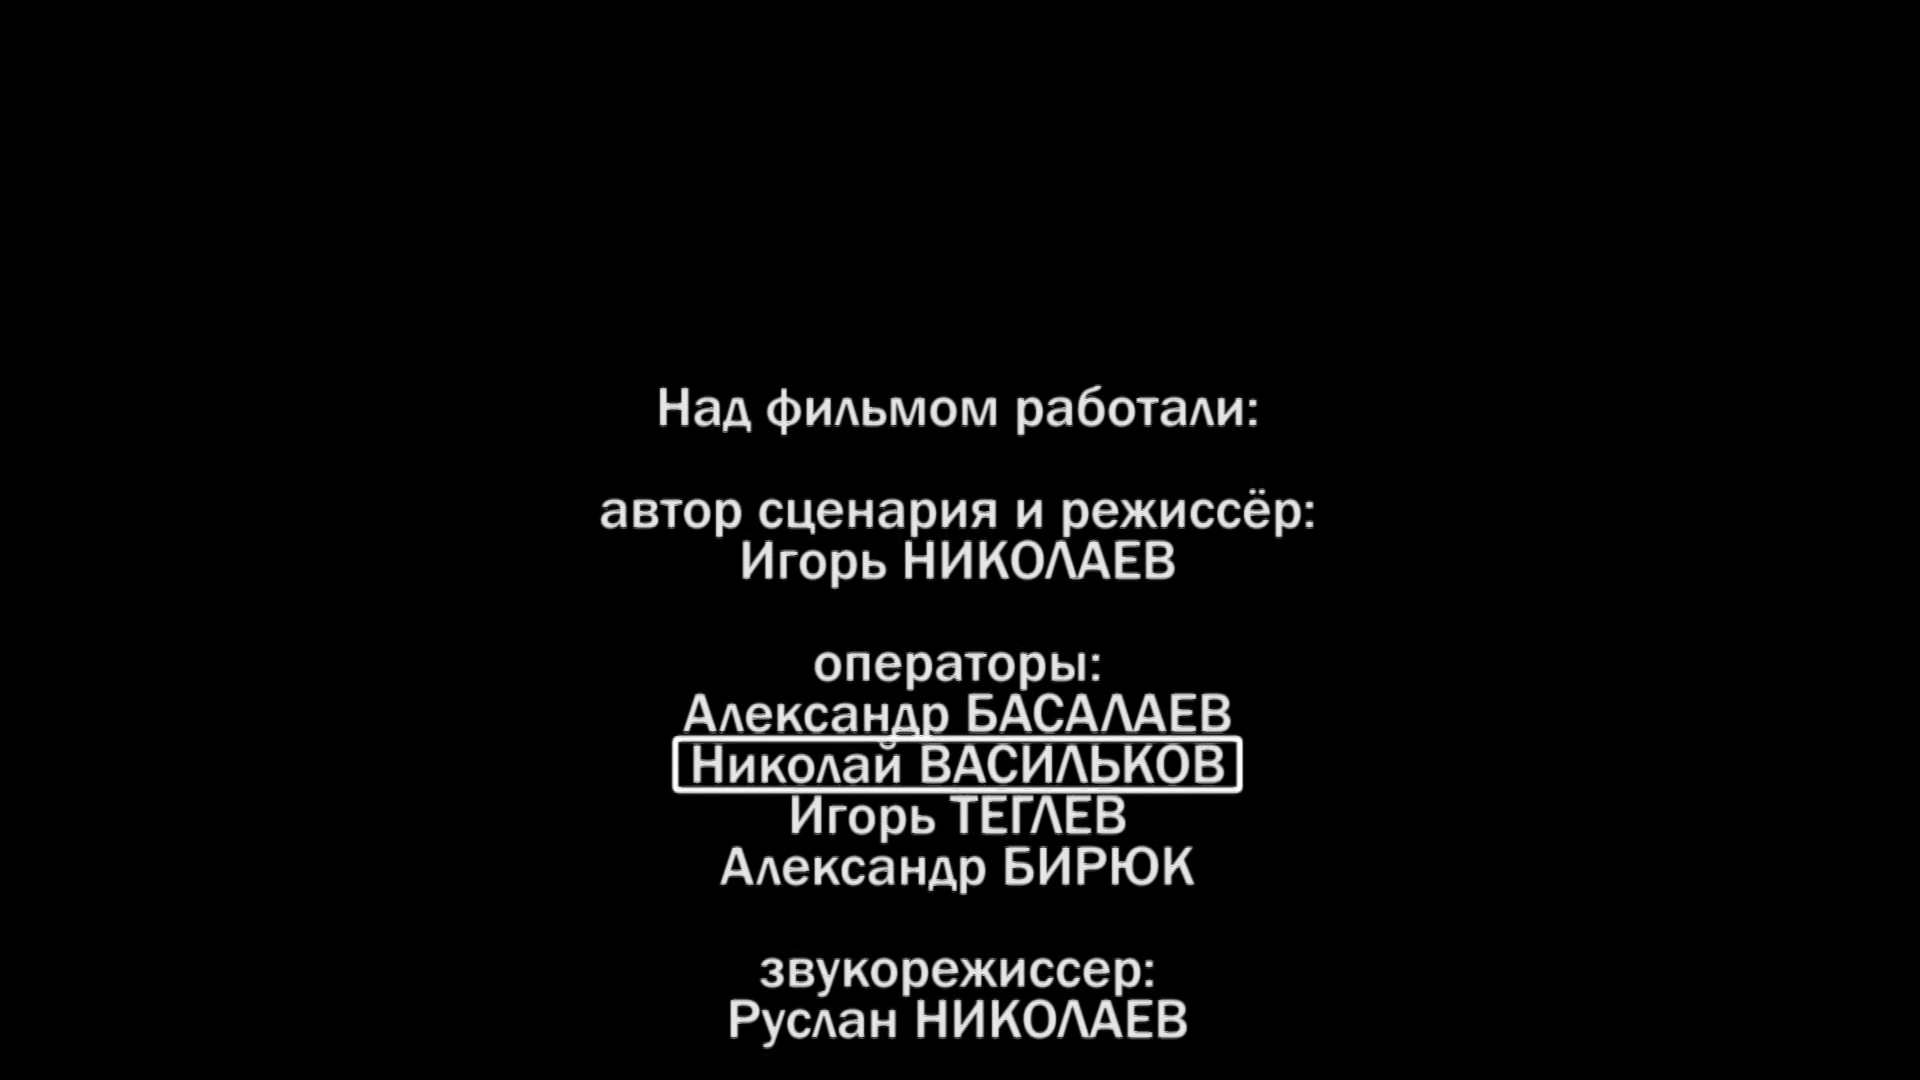 Над фильмом работали:
автор сценария и режиссёр:
Игорь НИКОЛАЕВ
операторы:
Александр БАСАЛАЕВ
Николай ВАСИЛЬКОВ
Игорь ТЕГЛЕВ
Александр БИРЮК
звукорежиссер:
Руслан НИКОЛАЕВ